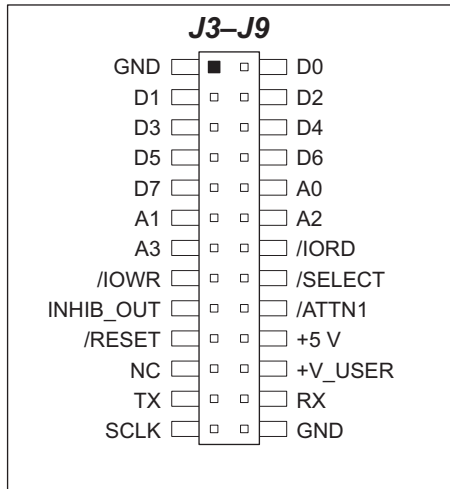 J3–J9
GND D0
D1 D2
D3 D4
D5 D6
D7 A0
A1 A2
A3 /IORD
/IOWR /SELECT
INHIB_OUT /ATTN1
/RESET +5 V
NC +V_USER
TX RX
SCLK GND